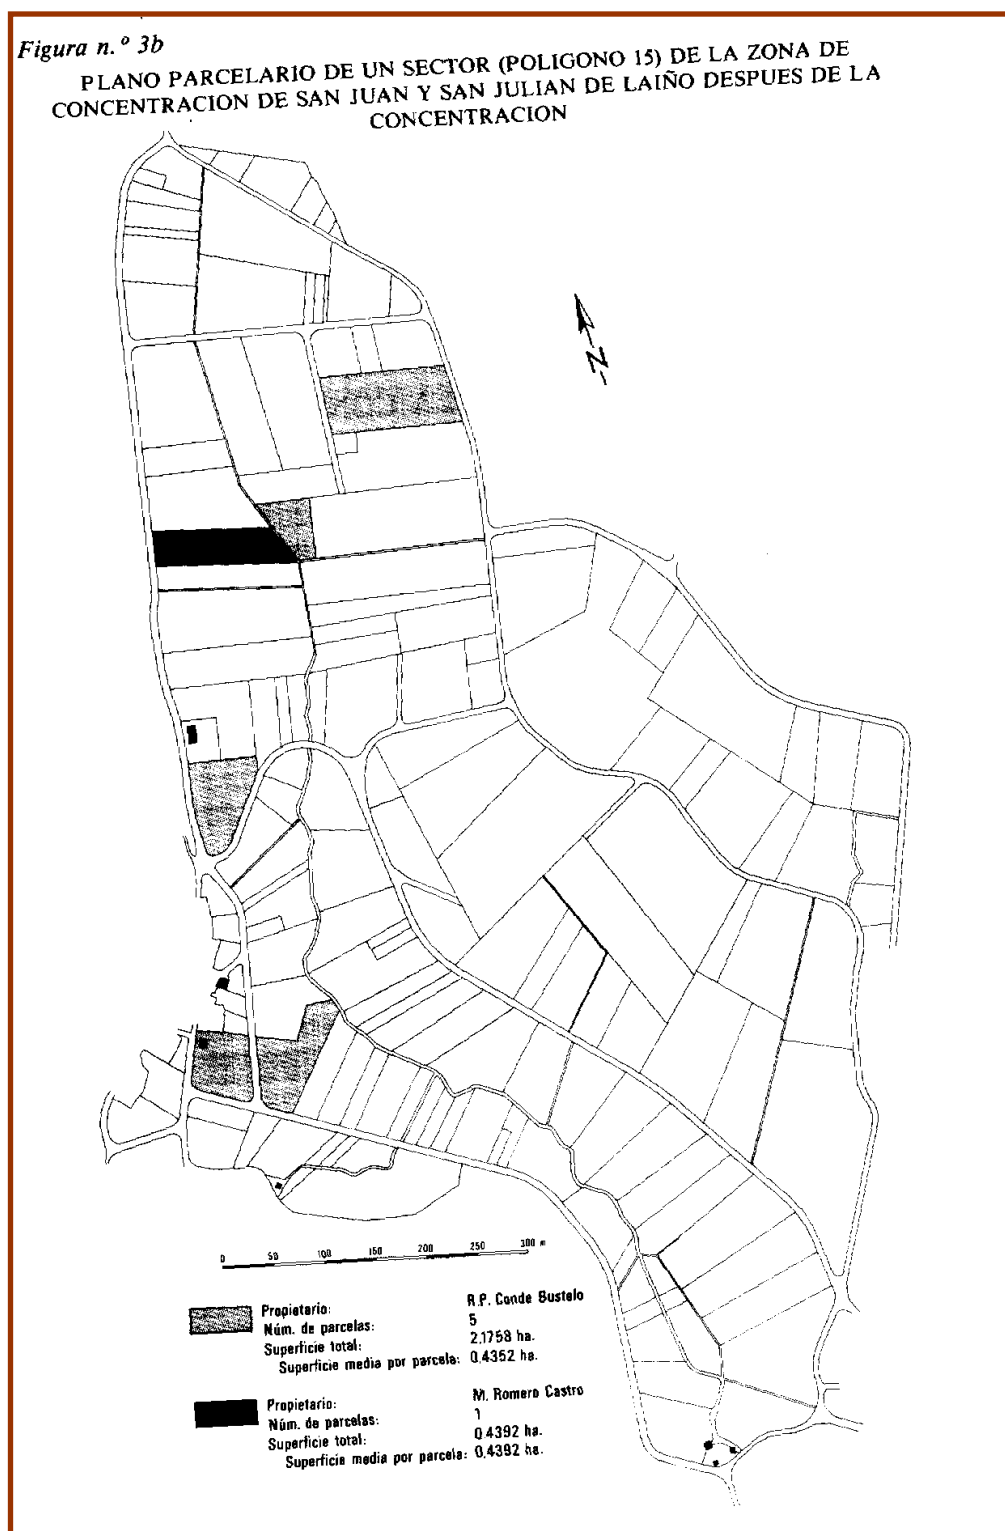 Figura n.º 3b
PLANO PARCELARIO DE UN SECTOR (POLIGONO 15) DE LA ZONA DE
CONCENTRACION DE SAN JUAN Y SAN JULIAN DE LAIÑO DESPUES DE LA
CONCENTRACION
N
0 50 100 150 200 250 300 m
Propietario: R.P. Conde Bustelo
Núm. de parcelas: 5
Superficie total: 2,1758 ha.
Superficie media por parcela: 0,4352 ha.
Propietario: M. Romero Castro
Núm. de parcelas: 1
Superficie total: 0,4392 ha.
Superficie media por parcela: 0,4392 ha.